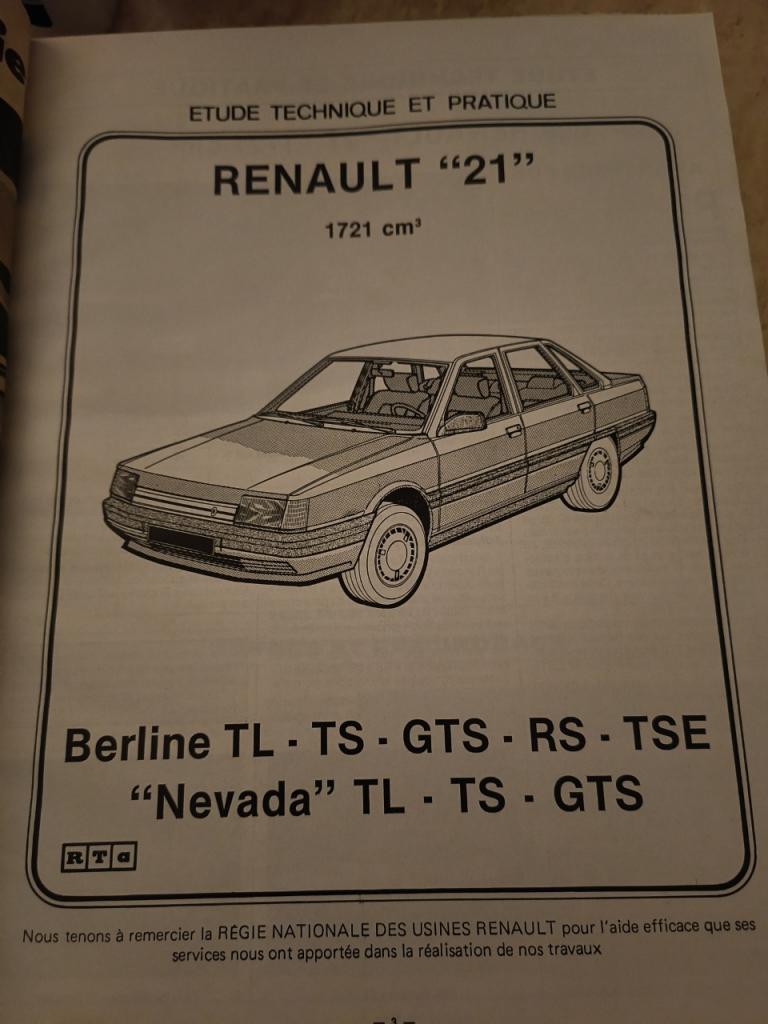 ie
ETUDE TECHNIQUE ET PRATIQUE
RENAULT “21”
1721 cm³
Berline TL - TS - GTS - RS - TSE
“Nevada” TL - TS - GTS
RTa
Nous tenons à remercier la RÉGIE NATIONALE DES USINES RENAULT pour l'aide efficace que ses
services nous ont apportée dans la réalisation de nos travaux
— 3 —